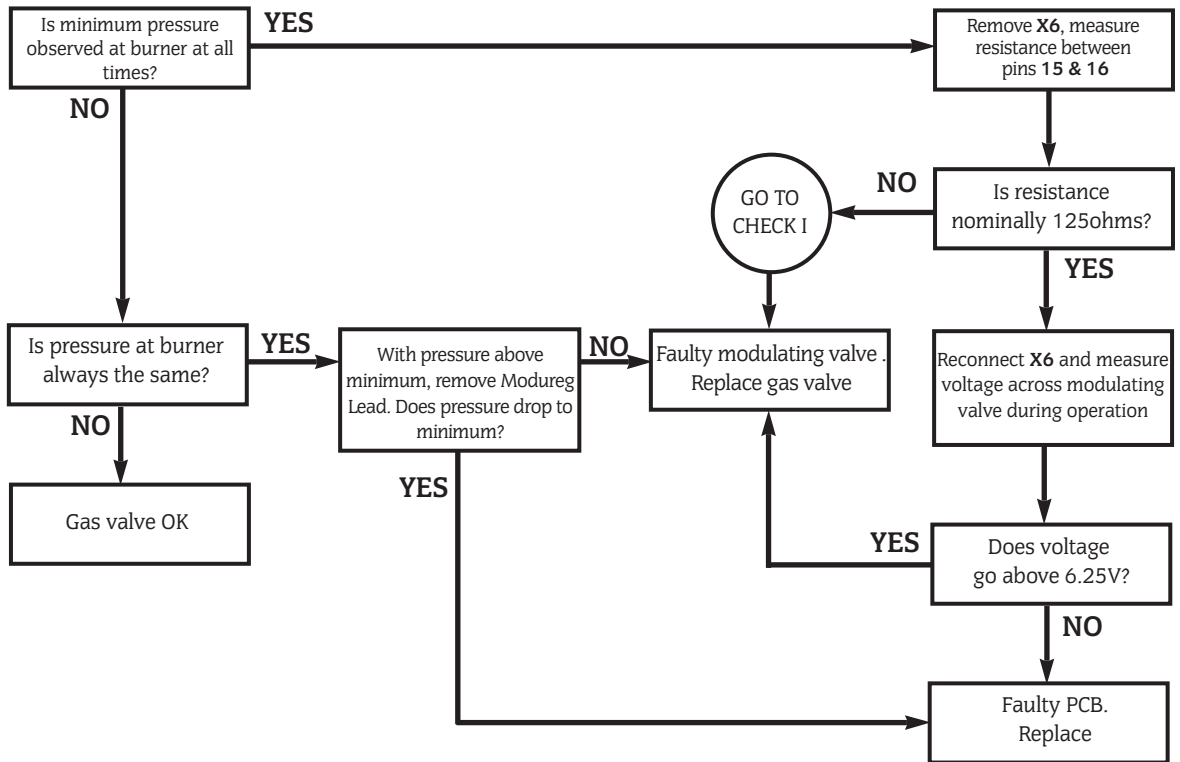 Is minimum pressure
observed at burner at all
times?
YES
Remove X6, measure
resistance between
pins 15 & 16
NO
GO TO
CHECK I
NO
Is resistance
nominally 125ohms?
YES
Is pressure at burner
always the same?
YES
With pressure above
minimum, remove Modureg
Lead. Does pressure drop to
minimum?
NO
Faulty modulating valve .
Replace gas valve
Reconnect X6 and measure
voltage across modulating
valve during operation
NO
YES
Gas valve OK
YES
Does voltage
go above 6.25V?
NO
Faulty PCB.
Replace